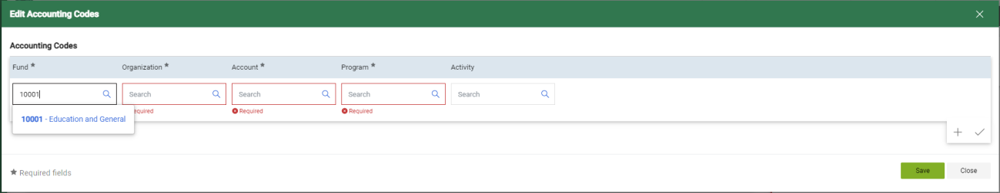 Edit Accounting Codes
Accounting Codes
Fund ★ Organization ★ Account ★ Program ★ Activity
10001 Search Search Search Search
equired Required Required
10001 - Education and General
★ Required fields
Save Close